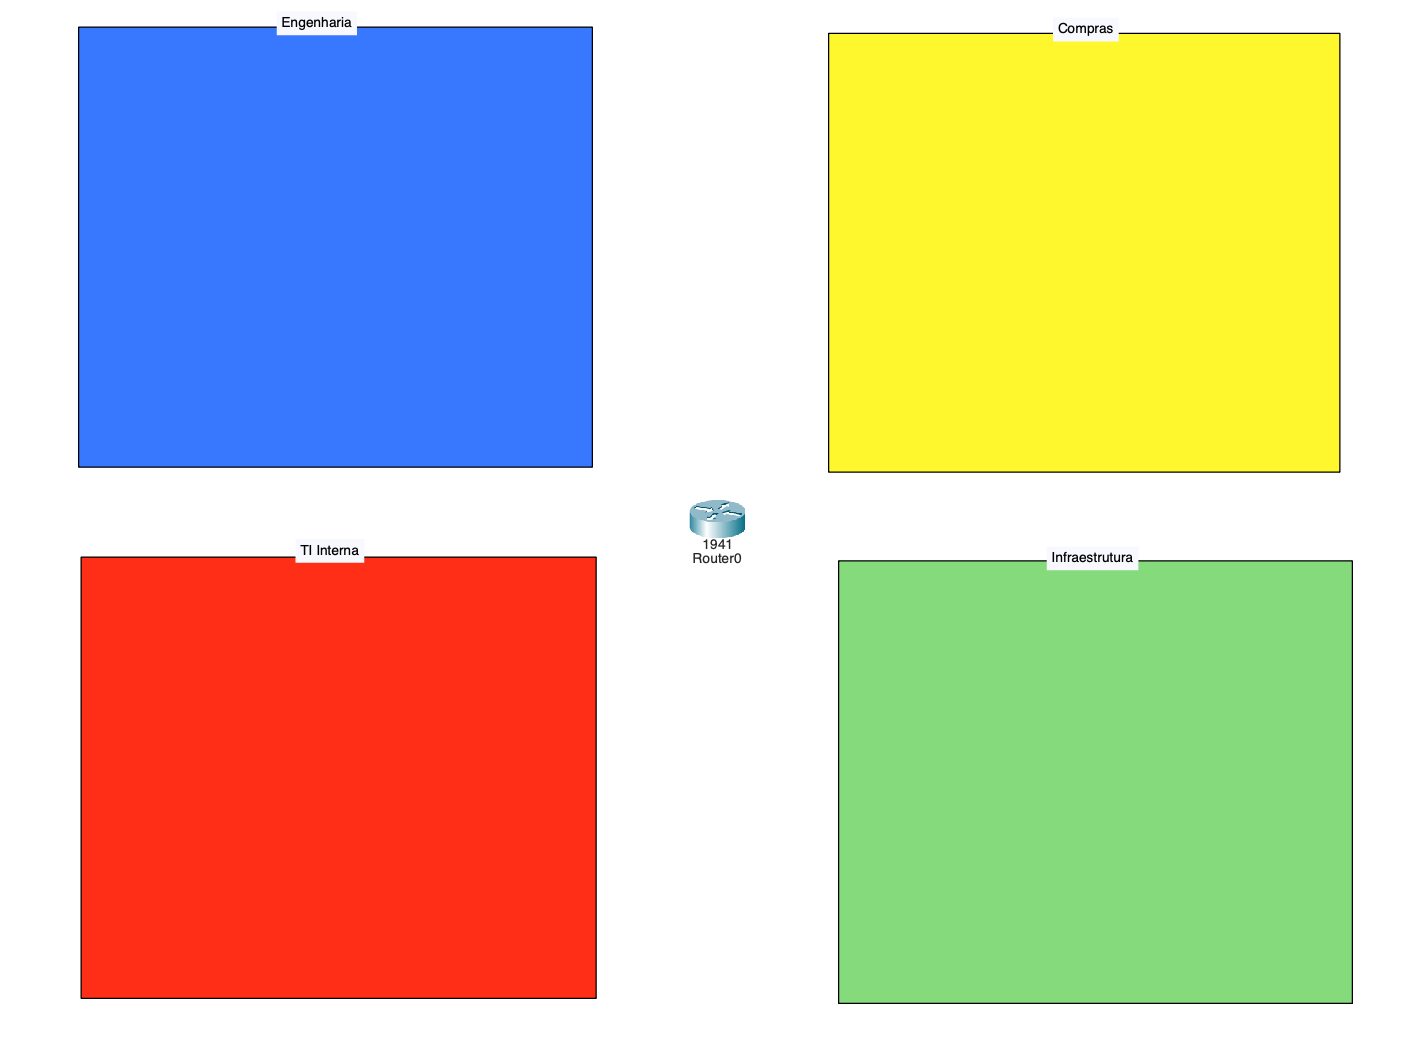 Engenharia
Compras
1941
Router0
TI Interna
Infraestrutura